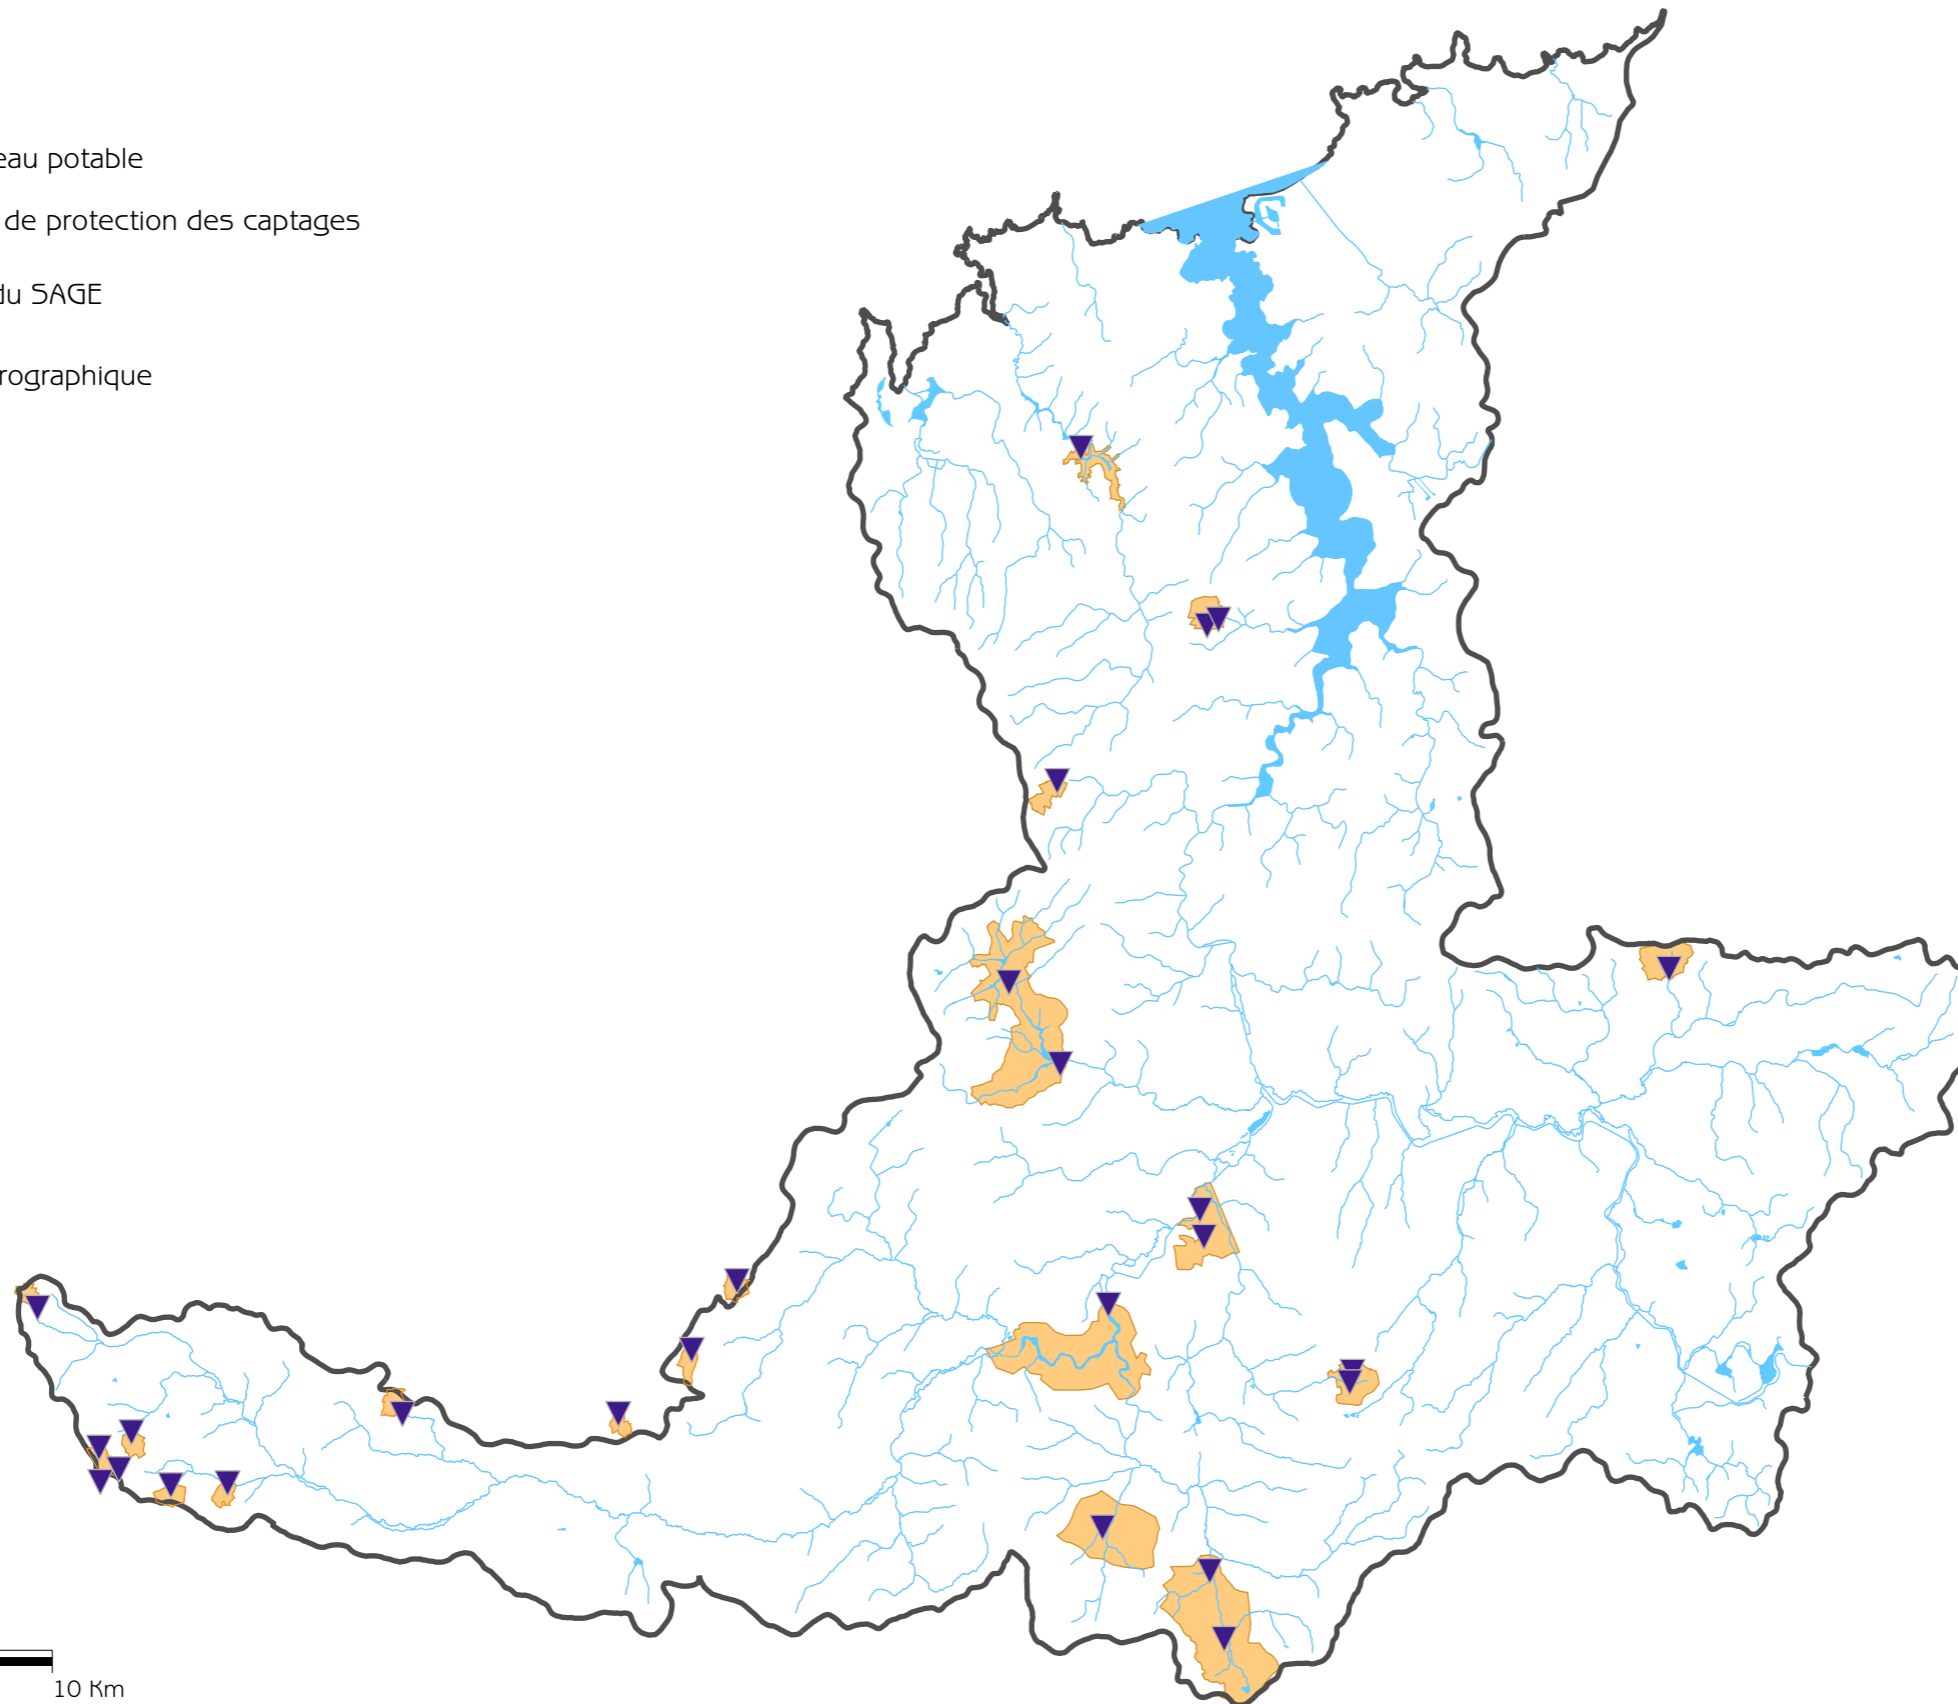 eau potable
de protection des captages
du SAGE
rographique
10 Km